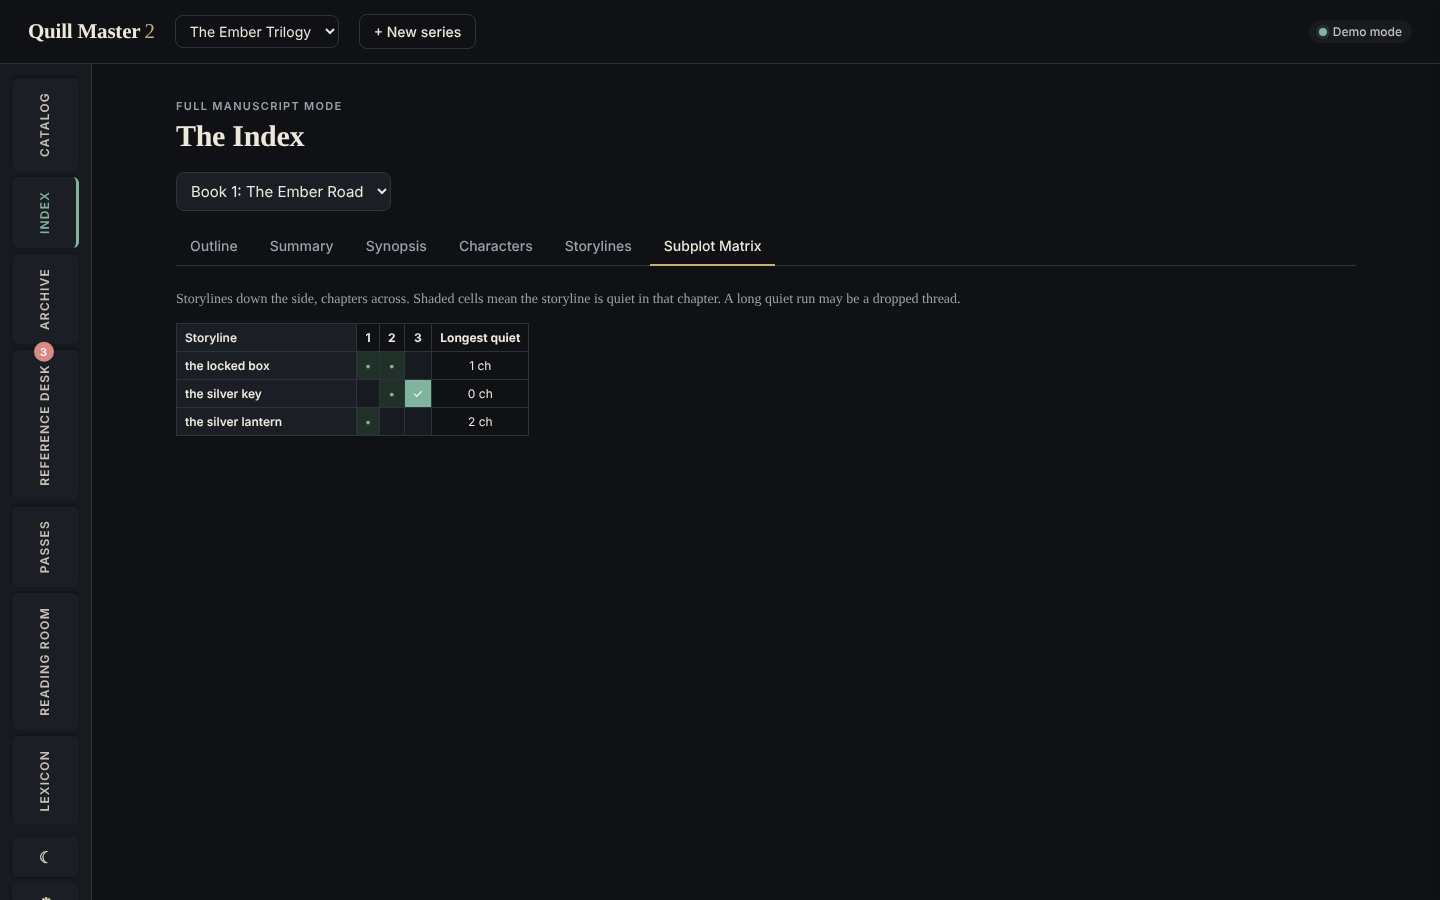 Quill Master 2
The Ember Trilogy
+ New series
Demo mode
CATALOG
INDEX
ARCHIVE
3
REFERENCE DESK
PASSES
READING ROOM
LEXICON
FULL MANUSCRIPT MODE
The Index
Book 1: The Ember Road
Outline Summary Synopsis Characters Storylines Subplot Matrix
Storylines down the side, chapters across. Shaded cells mean the storyline is quiet in that chapter. A long quiet run may be a dropped thread.
Storyline 1 2 3 Longest quiet
the locked box • • 1 ch
the silver key • ✓ 0 ch
the silver lantern • 2 ch